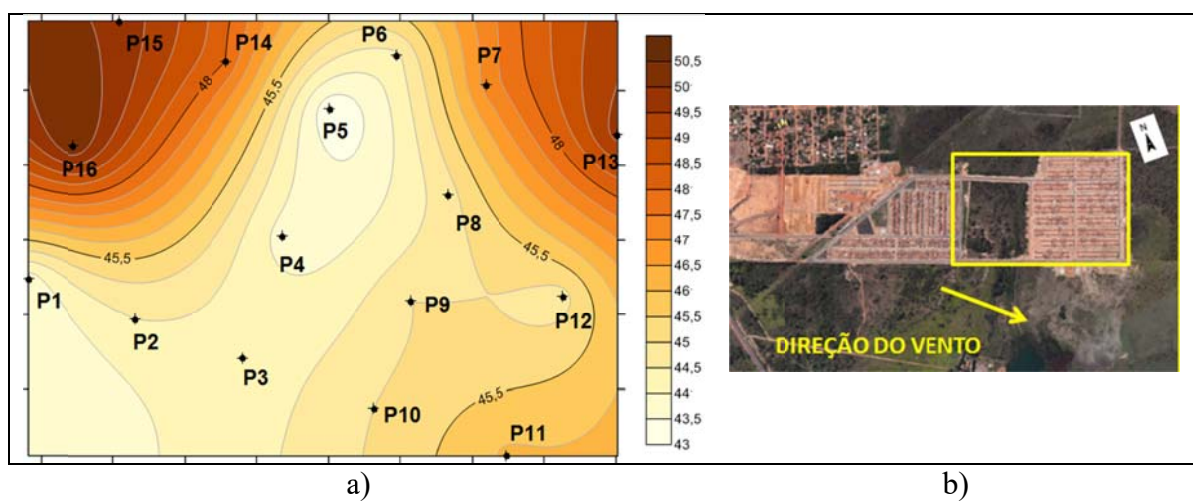 P15
P14
P6
P7
50,5
50
49,5
49
48,5
48
47,5
47
46,5
46
45,5
45
44,5
44
43,5
43
48
45,5
P5
48
P16
P13
P8
45,5
P4
45,5
P1
P9
P12
P2
P3
P10
45,5
P11
N
DIREÇÃO DO VENTO
a)
b)